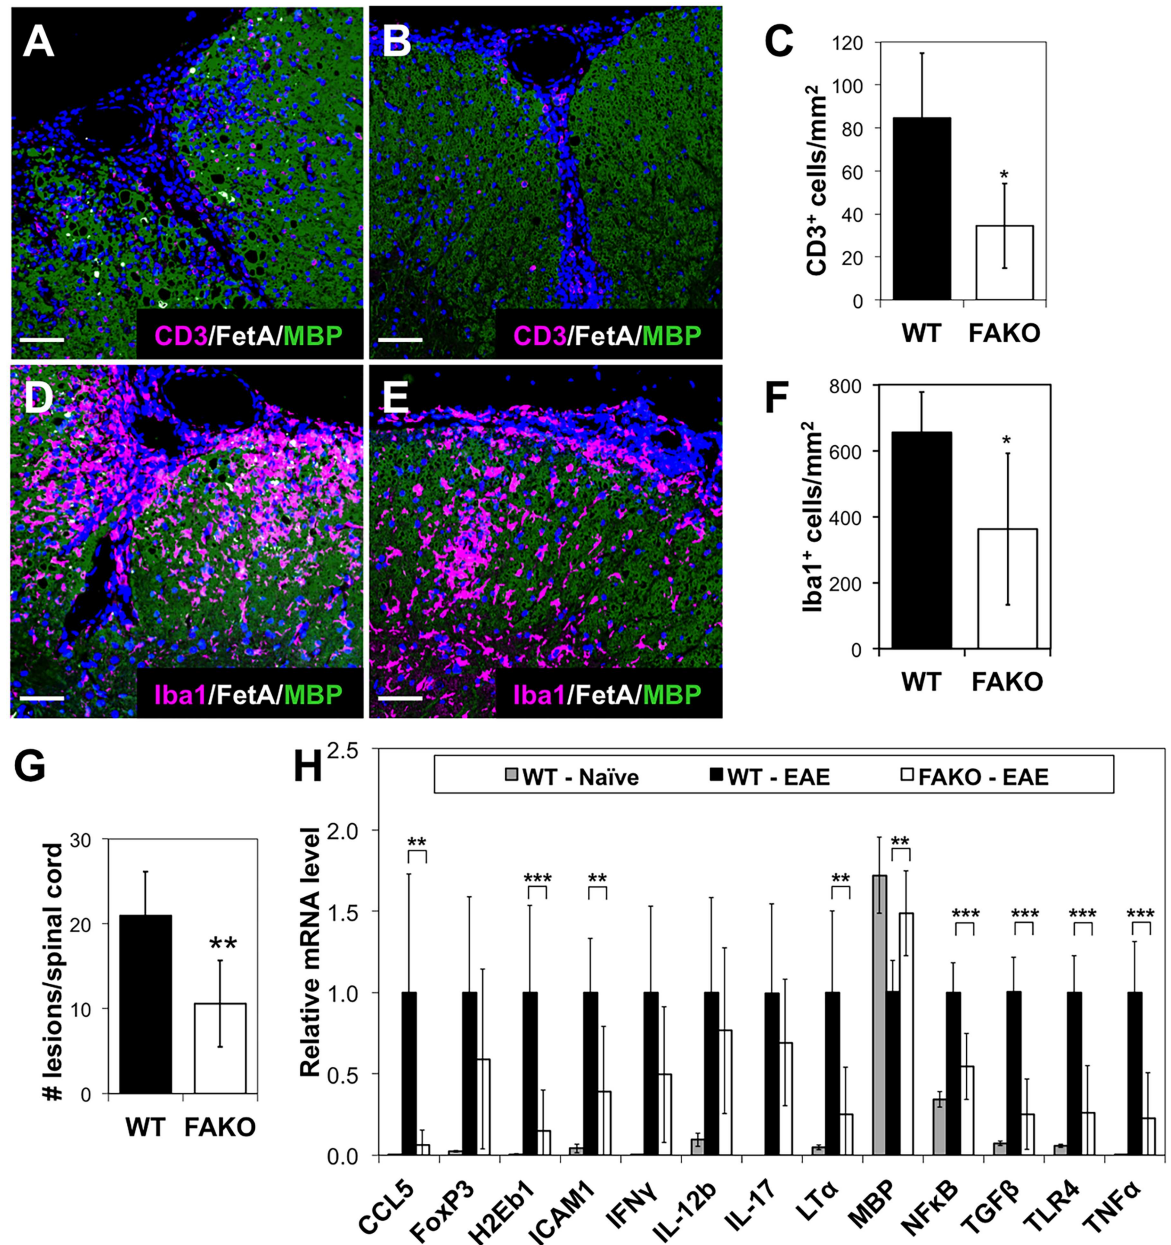 A
B
C
CD3⁺ cells/mm²
120
100
80
60
40
20
0
*
WT FAKO
CD3/FetA/MBP
CD3/FetA/MBP
D
E
F
Iba1⁺ cells/mm²
800
600
400
200
0
*
WT FAKO
Iba1/FetA/MBP
Iba1/FetA/MBP
G
# lesions/spinal cord
30
20
10
0
**
WT FAKO
H
Relative mRNA level
2.5
2.0
1.5
1.0
0.5
0.0
WT - Naïve WT - EAE FAKO - EAE
** *** ** ** ** *** *** *** ***
CCL5 FoxP3 H2Eb1 ICAM1 IFNγ IL-12b IL-17 LTα MBP NFκB TGFβ TLR4 TNFα